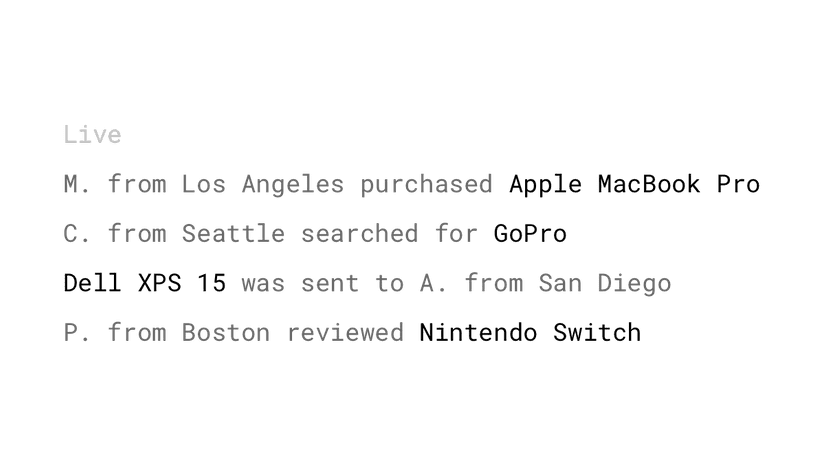 Live
M. from Los Angeles purchased Apple MacBook Pro
C. from Seattle searched for GoPro
Dell XPS 15 was sent to A. from San Diego
P. from Boston reviewed Nintendo Switch